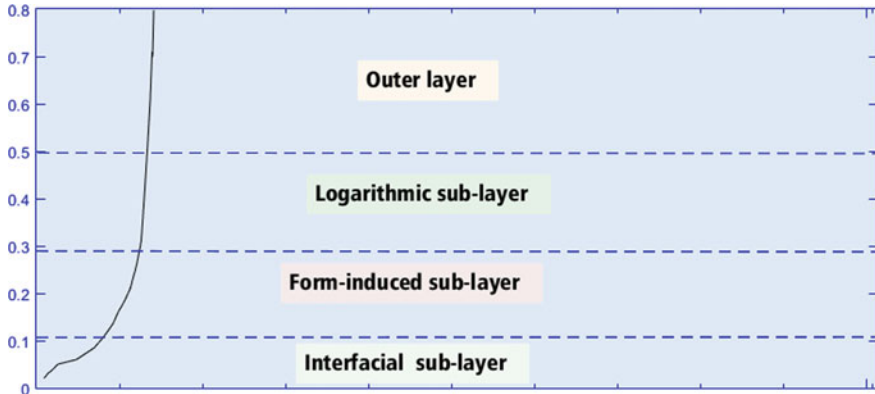 0.8
0.7
Outer layer
0.6
0.5
Logarithmic sub-layer
0.4
0.3
Form-induced sub-layer
0.2
0.1
Interfacial sub-layer
0